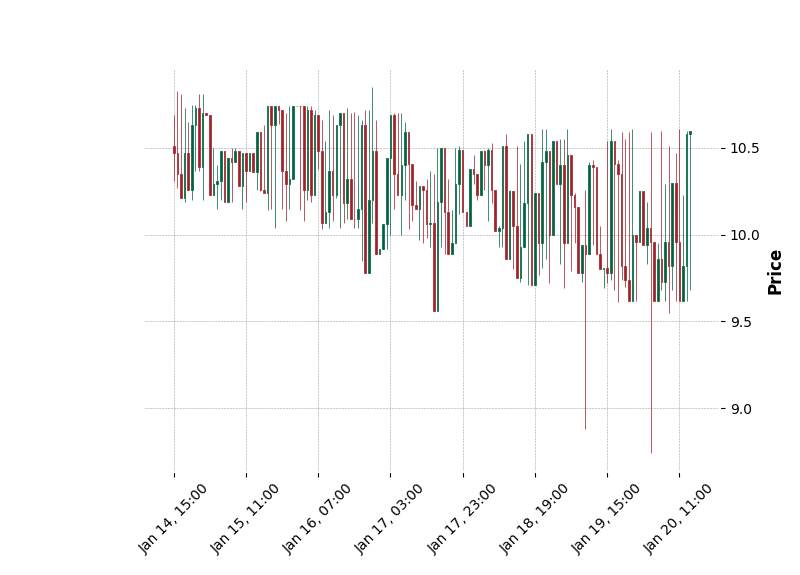 10.5
10.0
9.5
9.0
Price
Jan 14, 15:00
Jan 15, 11:00
Jan 16, 07:00
Jan 17, 03:00
Jan 17, 23:00
Jan 18, 19:00
Jan 19, 15:00
Jan 20, 11:00